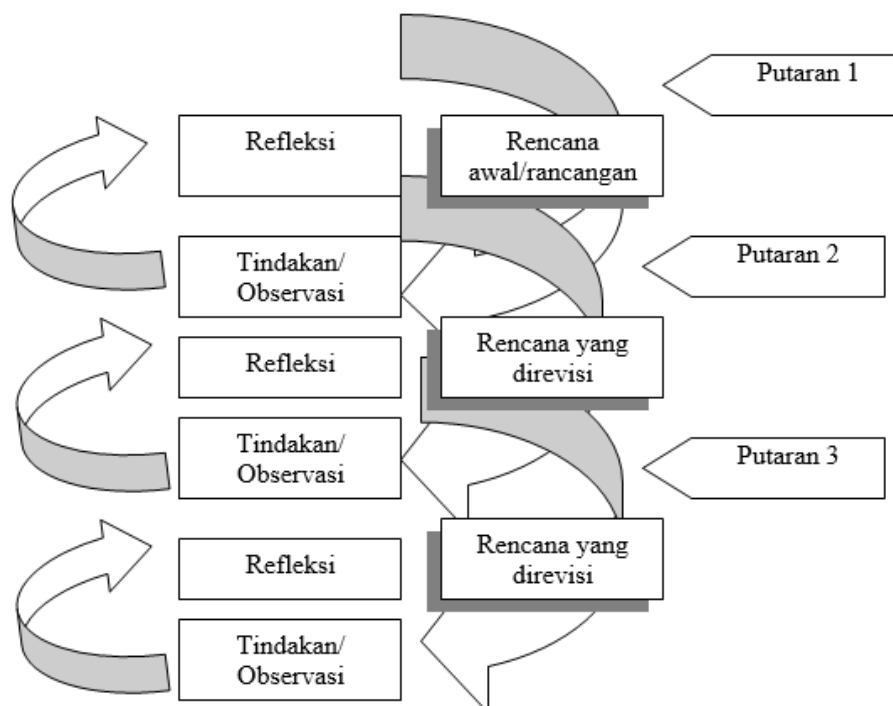 Putaran 1
Refleksi
Rencana
awal/rancangan
Putaran 2
Tindakan/
Observasi
Refleksi
Rencana yang
direvisi
Tindakan/
Observasi
Putaran 3
Refleksi
Rencana yang
direvisi
Tindakan/
Observasi